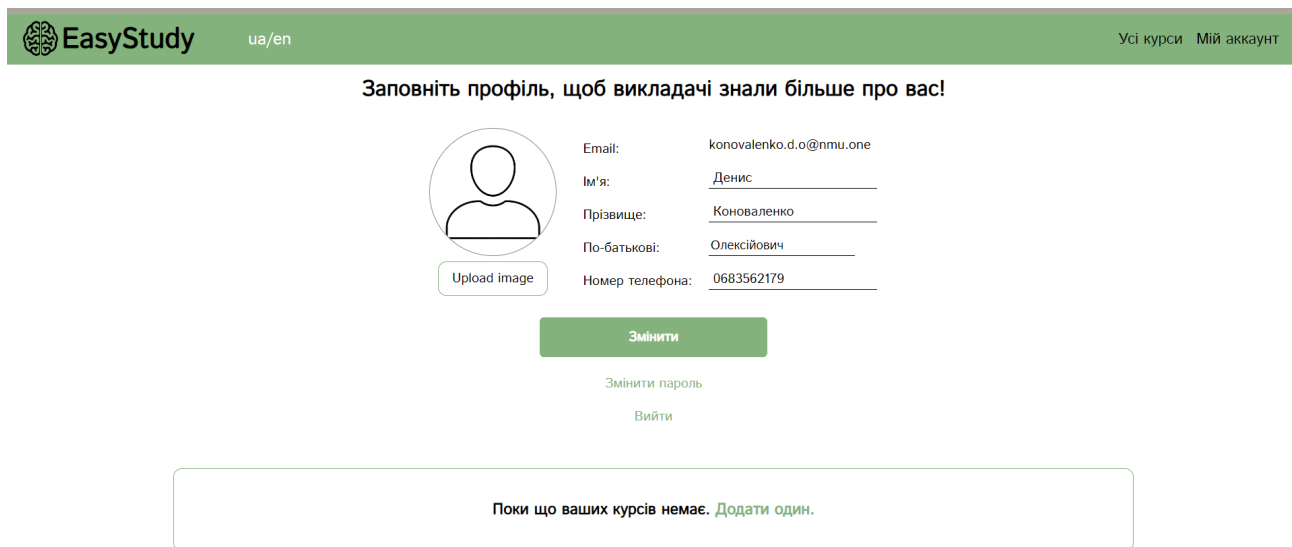 EasyStudy ua/en Усі курси Мій аккаунт
Заповніть профіль, щоб викладачі знали більше про вас!
Email: konovalenko.d.o@nmu.one
Ім'я: Денис
Прізвище: Коноваленко
По-батькові: Олексійович
Upload image
Номер телефона: 0683562179
Змінити
Змінити пароль
Вийти
Поки що ваших курсів немає. Додати один.